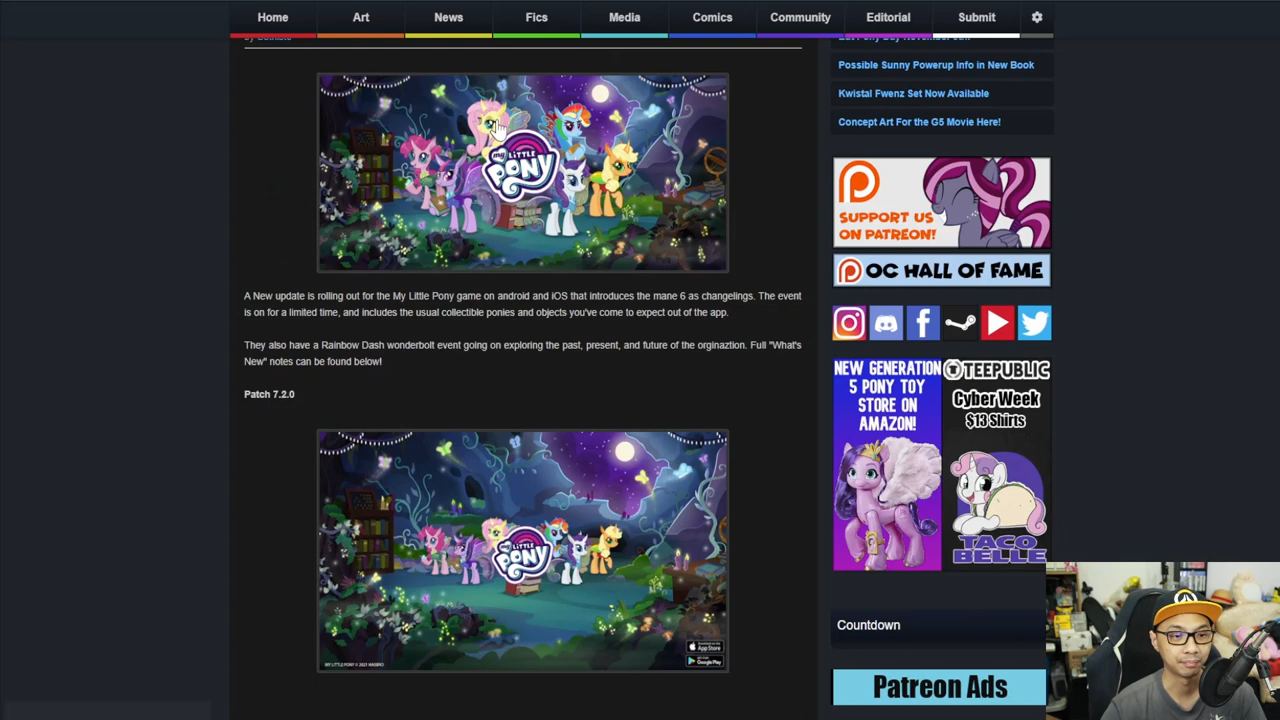 Home Art News Fics Media Comics Community Editorial Submit
Possible Sunny Powerup Info in New Book
Kwistal Fwenz Set Now Available
Concept Art For the G5 Movie Here!
my LiTTLE PONY
A New update is rolling out for the My Little Pony game on android and iOS that introduces the mane 6 as changelings. The event
is on for a limited time, and includes the usual collectible ponies and objects you've come to expect out of the app.
They also have a Rainbow Dash wonderbolt event going on exploring the past, present, and future of the orginaztion. Full "What's
New" notes can be found below!
Patch 7.2.0
my LiTTLE PONY
App Store
Google Play
SUPPORT US
ON PATREON!
OC HALL OF FAME
NEW GENERATION
5 PONY TOY
STORE ON
AMAZON!
TEEPUBLIC
Cyber Week
$13 Shirts
TACO
BELLE
Countdown
Patreon Ads